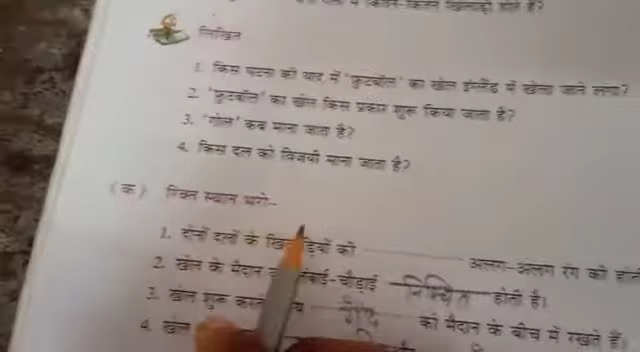 लिखित
1. किस घटना की याद में 'फुटबॉल' का खेल इंग्लैंड में खेला जाने लगा?
2. 'फुटबॉल' का खेल किस प्रकार शुरू किया जाता है?
3. 'गोल' कब माना जाता है?
4. किस दल को विजयी माना जाता है?
(क) रिक्त स्थान भरो-
1. दोनों दलों के की अलग-अलग रंग की
2. खेल के मैदान चौड़ाई निश्चित होती है।
3. खेल शुरू गेंद को मैदान के बीच में रखते हैं।
4. खेल